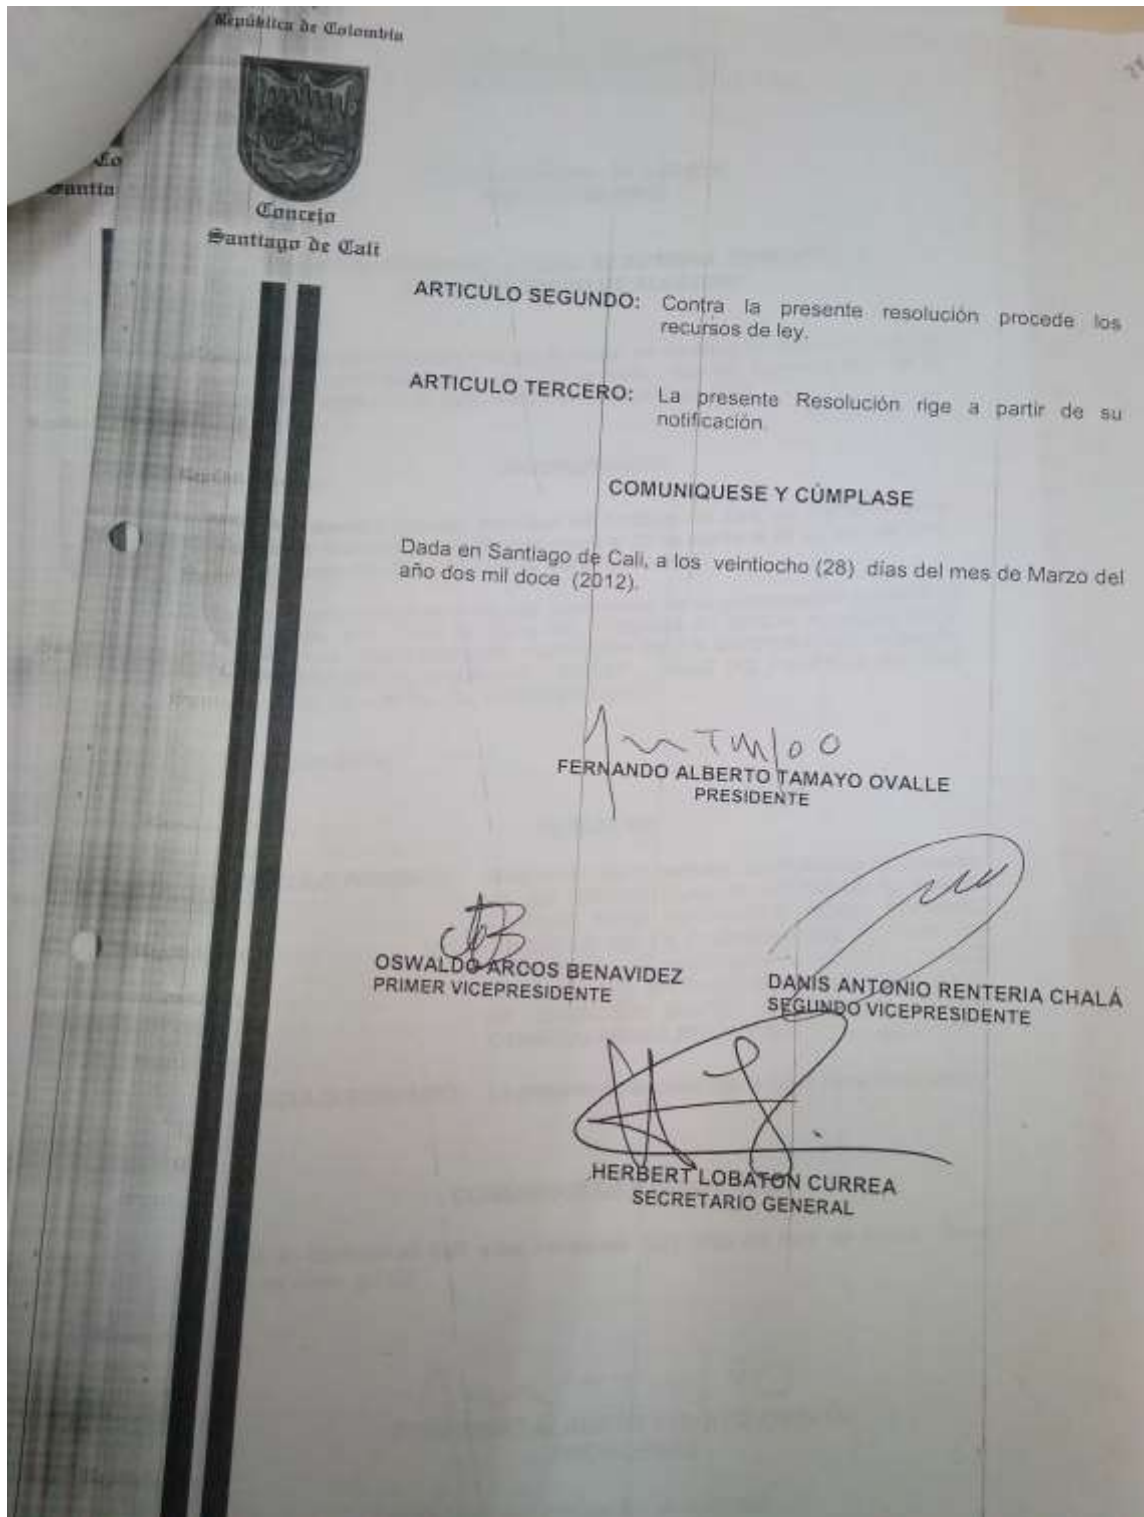 República de Colombia
Co
Santia
Concejo
Santiago de Cali
ARTICULO SEGUNDO: Contra la presente resolución procede los
recursos de ley.
ARTICULO TERCERO: La presente Resolución rige a partir de su
notificación.
COMUNIQUESE Y CÚMPLASE
Dada en Santiago de Cali, a los veintiocho (28) días del mes de Marzo del
año dos mil doce (2012).
FERNANDO ALBERTO TAMAYO OVALLE
PRESIDENTE
OSWALDO ARCOS BENAVIDEZ
PRIMER VICEPRESIDENTE
DANIS ANTONIO RENTERIA CHALÁ
SEGUNDO VICEPRESIDENTE
HERBERT LOBATON CURREA
SECRETARIO GENERAL